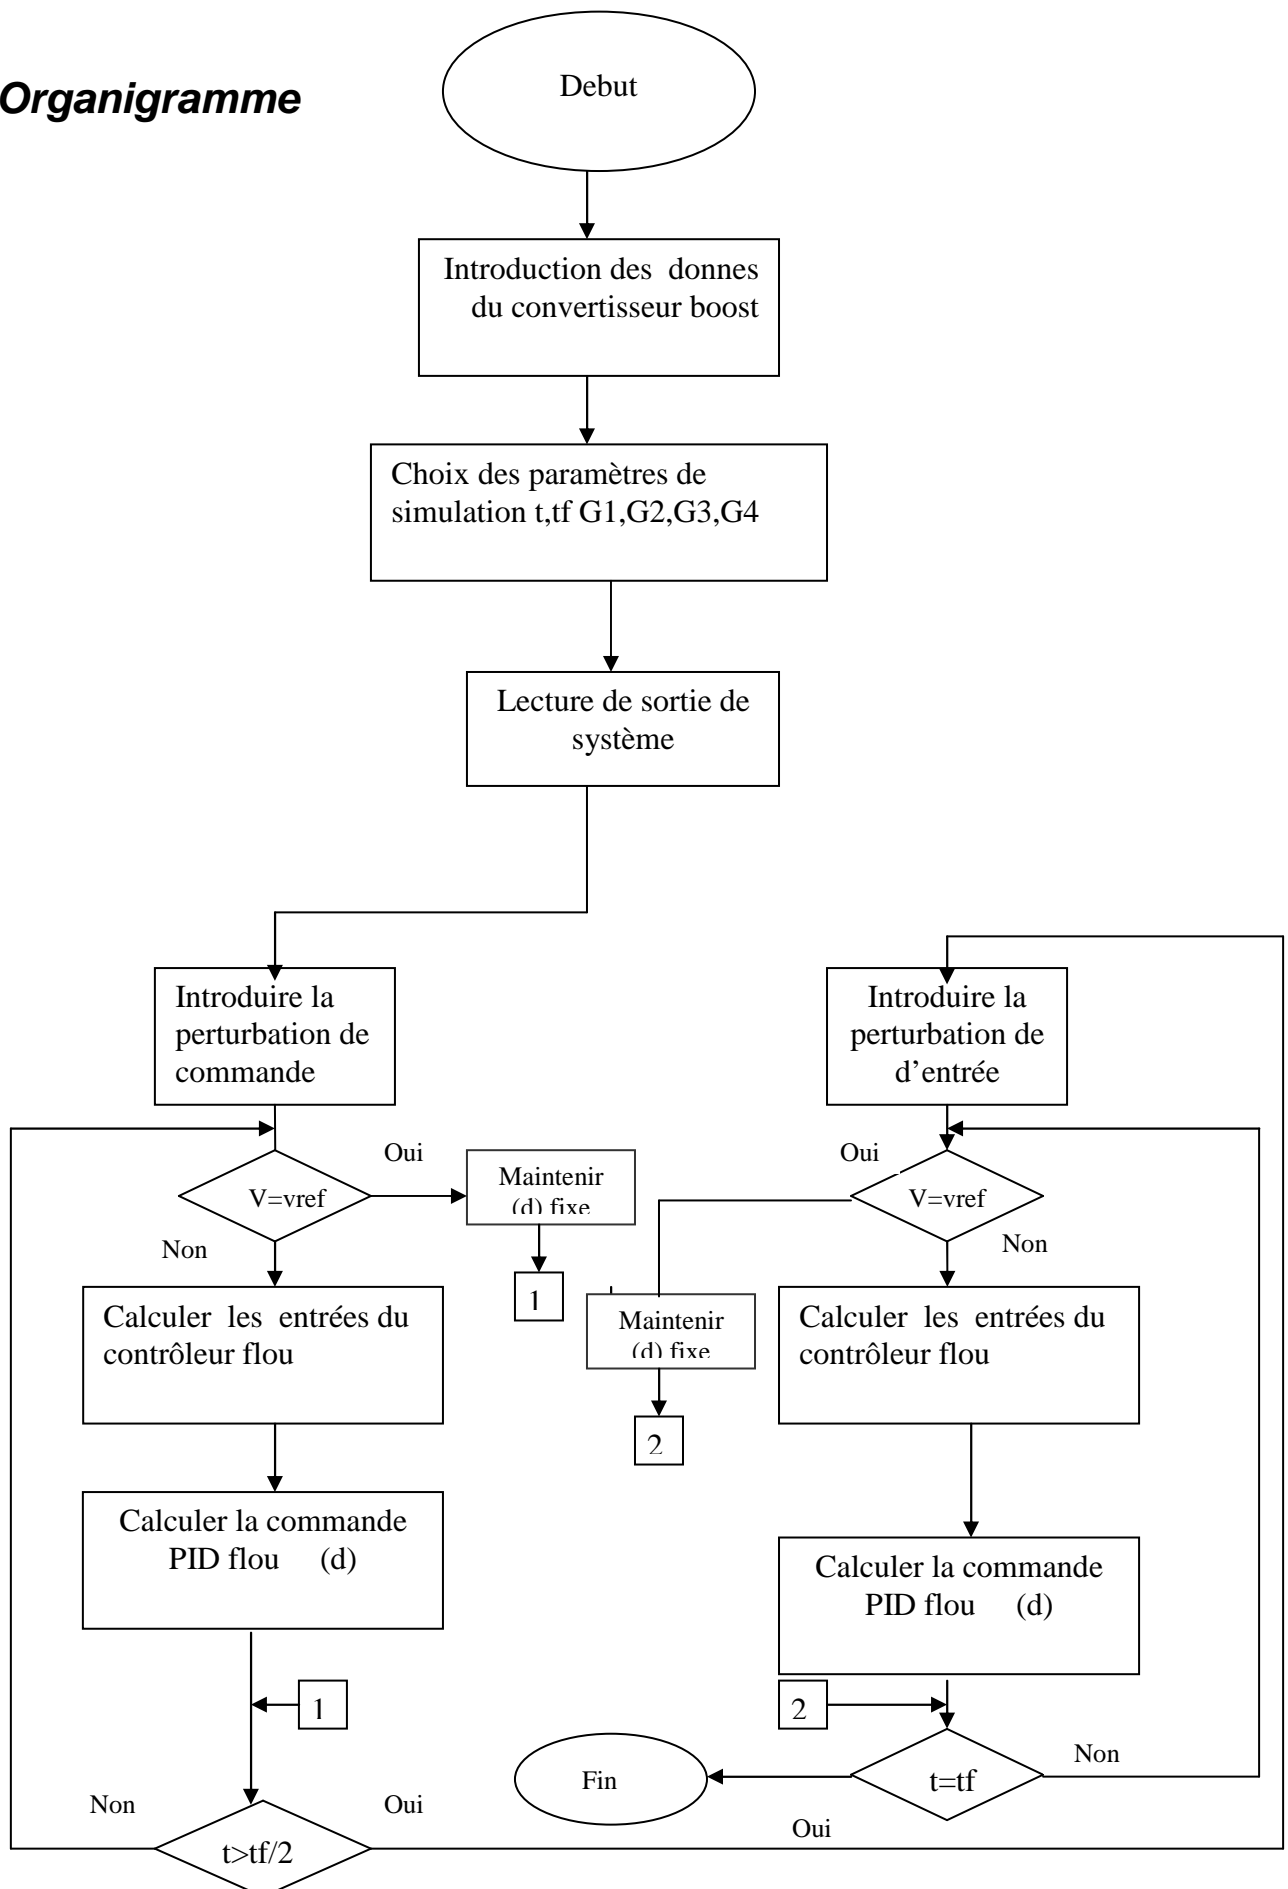 Organigramme
Debut
Introduction des donnes
du convertisseur boost
Choix des paramètres de
simulation t,tf G1,G2,G3,G4
Lecture de sortie de
système
Introduire la
perturbation de
commande
Introduire la
perturbation de
d’entrée
Oui
V=vref
Non
Maintenir
(d) fixe
1
Oui
V=vref
Non
Maintenir
(d) fixe
2
Calculer les entrées du
contrôleur flou
Calculer les entrées du
contrôleur flou
Calculer la commande
PID flou (d)
Calculer la commande
PID flou (d)
1
2
Fin
t=tf
Non
Oui
Non
t>tf/2
Oui